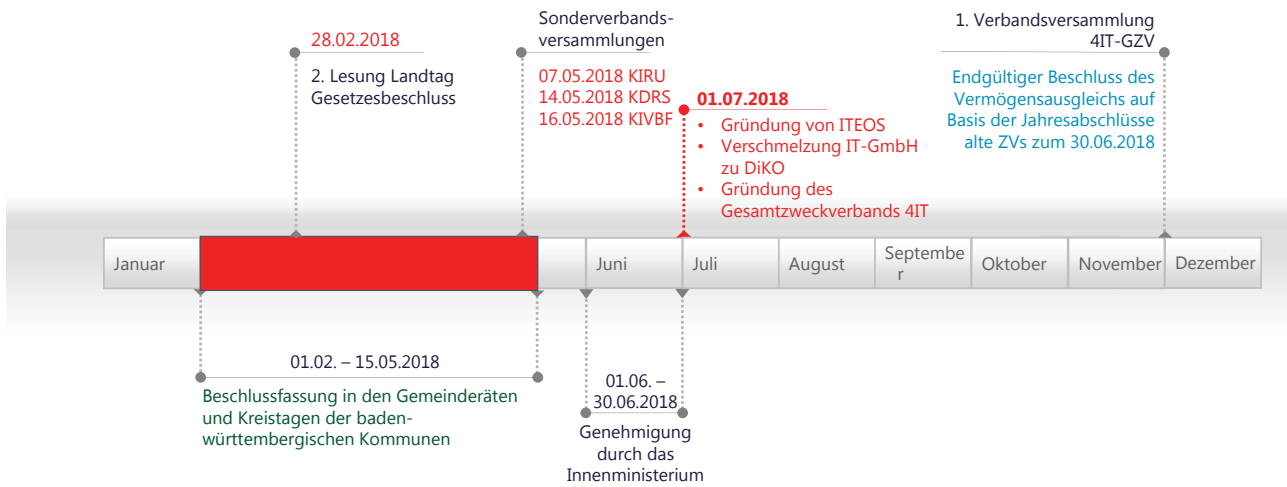 28.02.2018
2. Lesung Landtag
Gesetzesbeschluss
Sonderverbands-
versammlungen
07.05.2018 KIRU
14.05.2018 KDRS
16.05.2018 KIVBF
01.07.2018
• Gründung von ITEOS
• Verschmelzung IT-GmbH
zu DiKO
• Gründung des
Gesamtzweckverbands 4IT
1. Verbandsversammlung
4IT-GZV
Endgültiger Beschluss des
Vermögensausgleichs auf
Basis der Jahresabschlüsse
alte ZVs zum 30.06.2018
Januar
Juni
Juli
August
Septembe
r
Oktober
November
Dezember
01.02. – 15.05.2018
Beschlussfassung in den Gemeinderäten
und Kreistagen der baden-
württembergischen Kommunen
01.06. –
30.06.2018
Genehmigung
durch das
Innenministerium